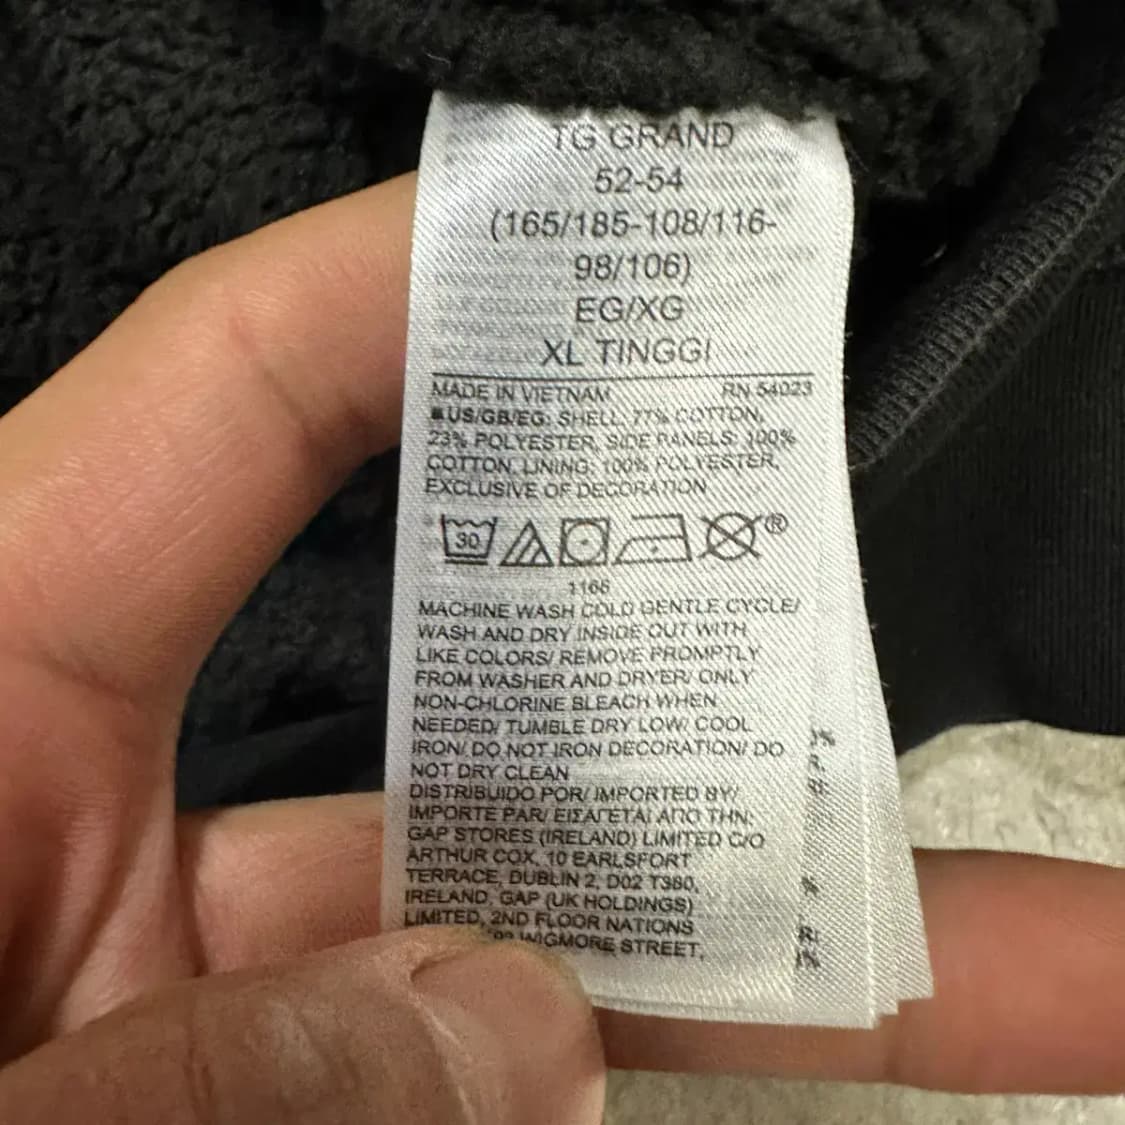 TG GRAND
52-54
(165/185-108/116-
98/106)
EG/XG
XL TINGGI
MADE IN VIETNAM RN 54023
US/GB/EG: SHELL: 77% COTTON,
23% POLYESTER, SIDE PANELS: 100%
COTTON, LINING: 100% POLYESTER,
EXCLUSIVE OF DECORATION
30 ®
1166
MACHINE WASH COLD GENTLE CYCLE/
WASH AND DRY INSIDE OUT WITH
LIKE COLORS/ REMOVE PROMPTLY
FROM WASHER AND DRYER/ ONLY
NON-CHLORINE BLEACH WHEN
NEEDED/ TUMBLE DRY LOW/ COOL
IRON/ DO NOT IRON DECORATION/ DO
NOT DRY CLEAN
DISTRIBUIDO POR/ IMPORTED BY/
IMPORTE PAR/ ΕΙΣΑΓΕΤΑΙ ΑΠΟ ΤΗΝ:
GAP STORES (IRELAND) LIMITED C/O
ARTHUR COX, 10 EARLSFORT
TERRACE, DUBLIN 2, D02 T380,
IRELAND, GAP (UK HOLDINGS)
LIMITED, 2ND FLOOR NATIONS
WIGMORE STREET,